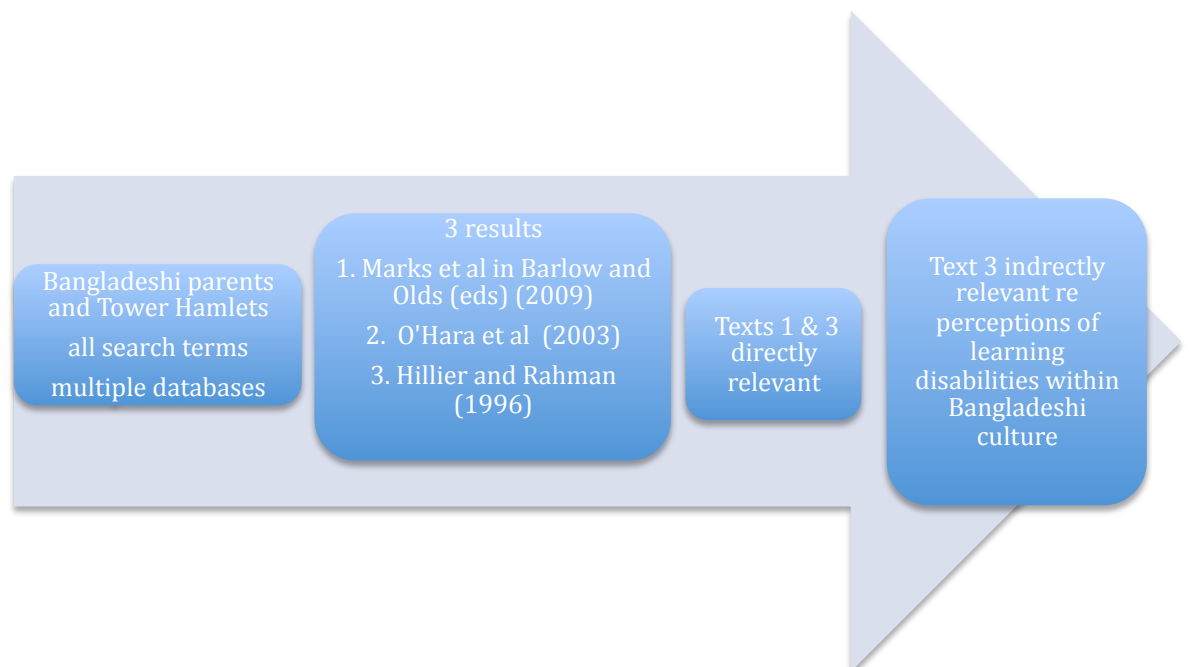 Bangladeshi parents
and Tower Hamlets
all search terms
multiple databases
3 results
1. Marks et al in Barlow and
Olds (eds) (2009)
2. O'Hara et al (2003)
3. Hillier and Rahman
(1996)
Texts 1 & 3
directly
relevant
Text 3 indrectly
relevant re
perceptions of
learning
disabilities within
Bangladeshi
culture